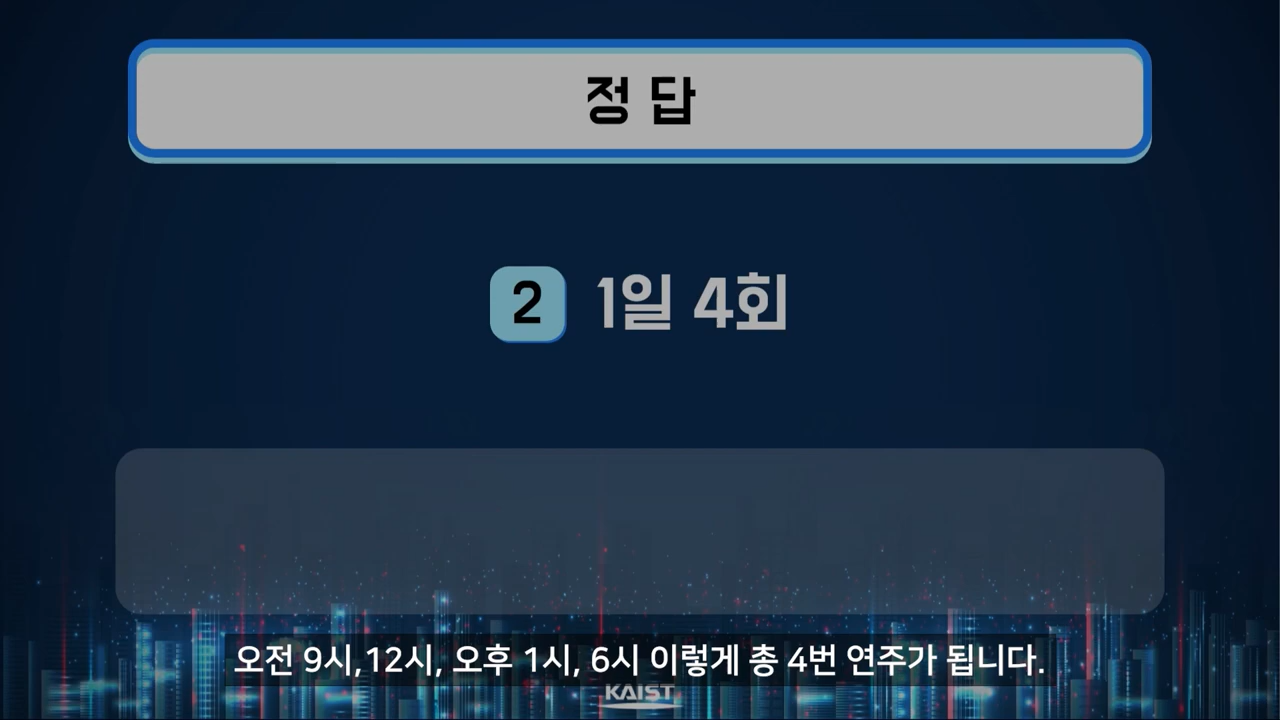 정 답
2 1일 4회
오전 9시,12시, 오후 1시, 6시 이렇게 총 4번 연주가 됩니다.
KAIST